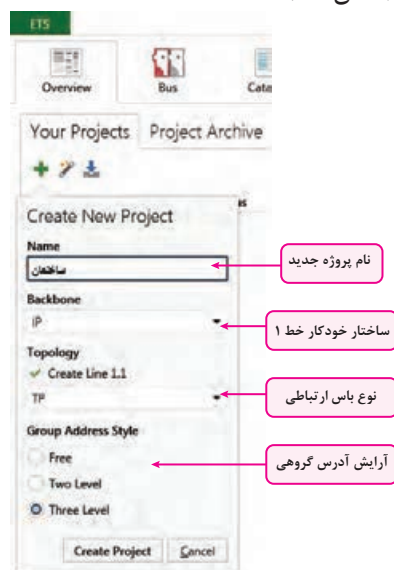 ETS
Overview Bus Cata
Your Projects Project Archive
Create New Project
Name
ساختمان
نام پروژه جدید
Backbone
IP
ساختار خودکار خط ۱
Topology
Create Line 1.1
TP
نوع باس ارتباطی
Group Address Style
آرایش آدرس گروهی
Free
Two Level
Three Level
Create Project Cancel